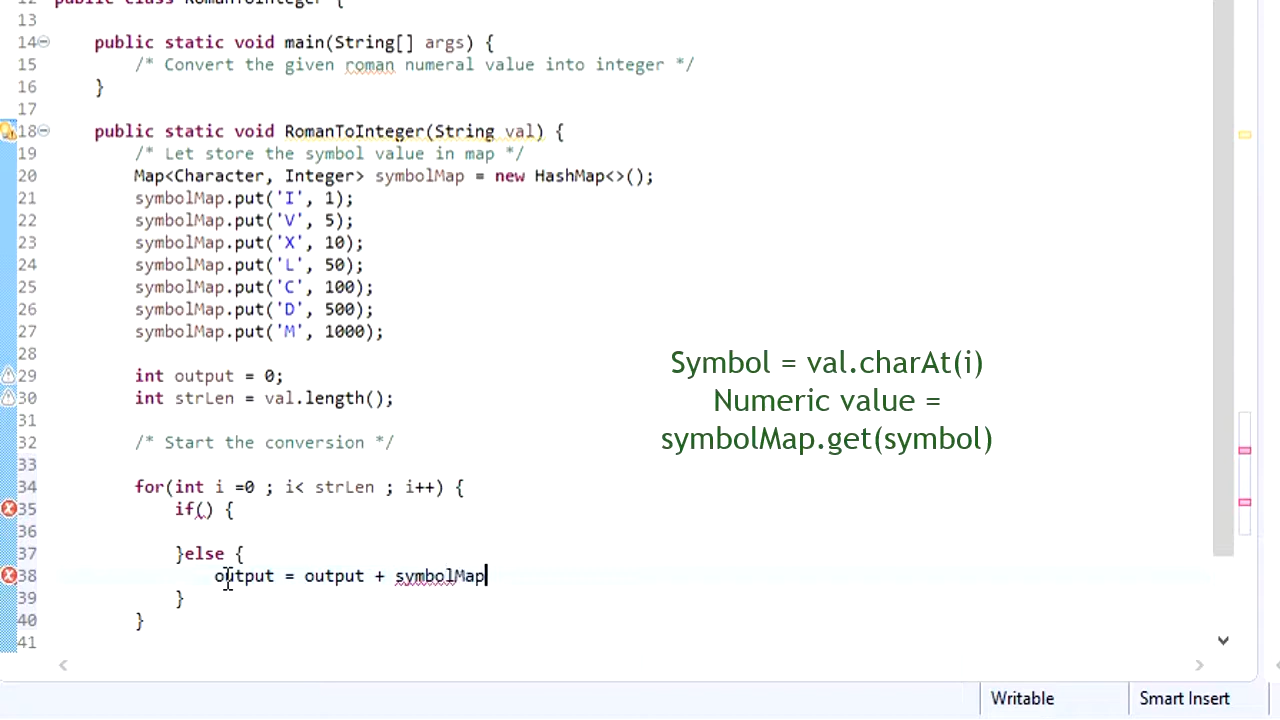 12 public class RomanToInteger {
13
14 public static void main(String[] args) {
15 /* Convert the given roman numeral value into integer */
16 }
17
18 public static void RomanToInteger(String val) {
19 /* Let store the symbol value in map */
20 Map<Character, Integer> symbolMap = new HashMap<>();
21 symbolMap.put('I', 1);
22 symbolMap.put('V', 5);
23 symbolMap.put('X', 10);
24 symbolMap.put('L', 50);
25 symbolMap.put('C', 100);
26 symbolMap.put('D', 500);
27 symbolMap.put('M', 1000);
28
29 int output = 0;
30 int strLen = val.length();
31
32 /* Start the conversion */
33
34 for(int i =0 ; i< strLen ; i++) {
35 if() {
36
37 }else {
38 output = output + symbolMap
39 }
40 }
41
Symbol = val.charAt(i)
Numeric value =
symbolMap.get(symbol)
Writable
Smart Insert